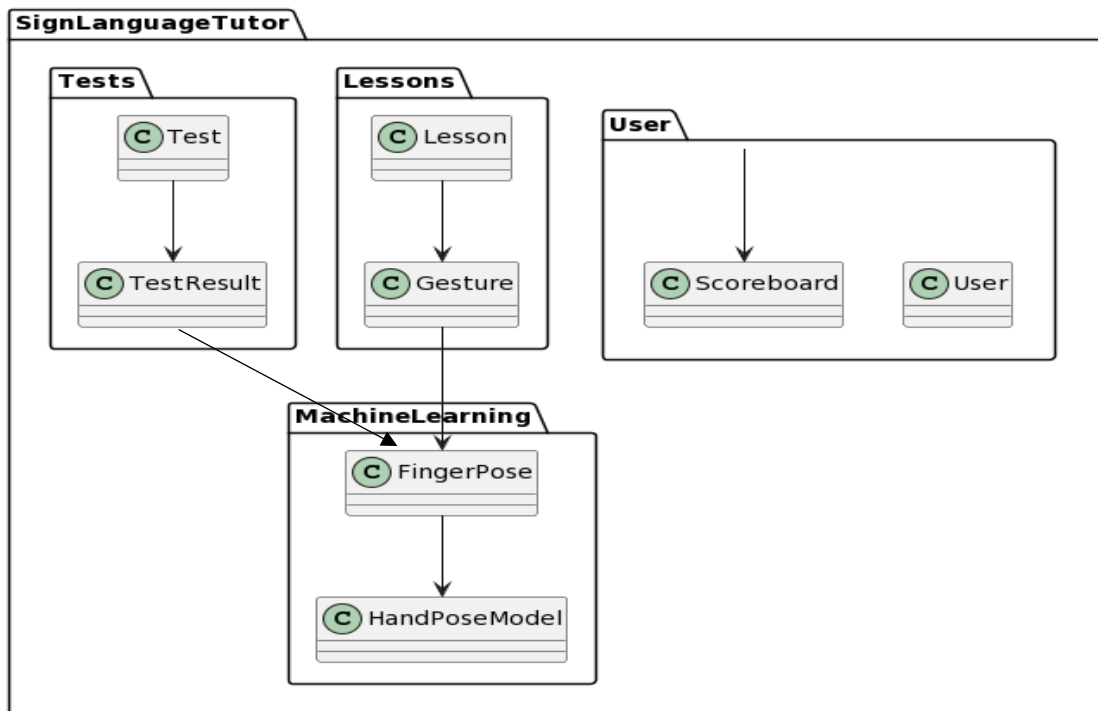 SignLanguageTutor
Tests
Lessons
User
C Test
C Lesson
C TestResult
C Gesture
C Scoreboard
C User
MachineLearning
C FingerPose
C HandPoseModel